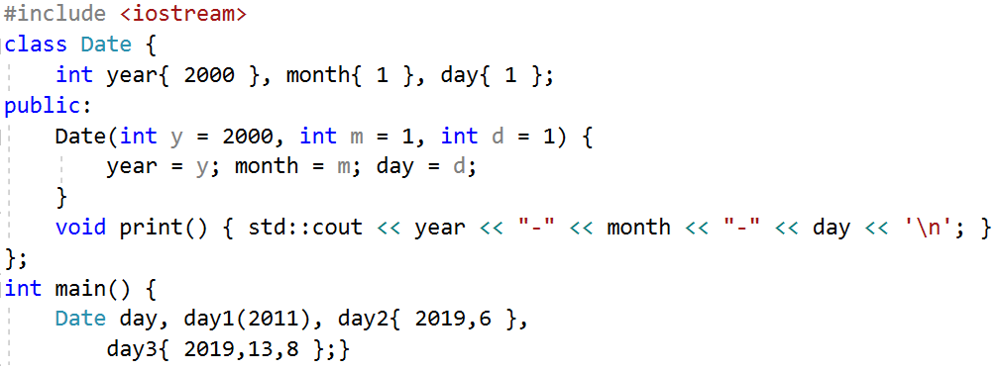 #include <iostream>
class Date {
    int year{ 2000 }, month{ 1 }, day{ 1 };
public:
    Date(int y = 2000, int m = 1, int d = 1) {
        year = y; month = m; day = d;
    }
    void print() { std::cout << year << "-" << month << "-" << day << '\n'; }
};
int main() {
    Date day, day1(2011), day2{ 2019,6 },
        day3{ 2019,13,8 };}